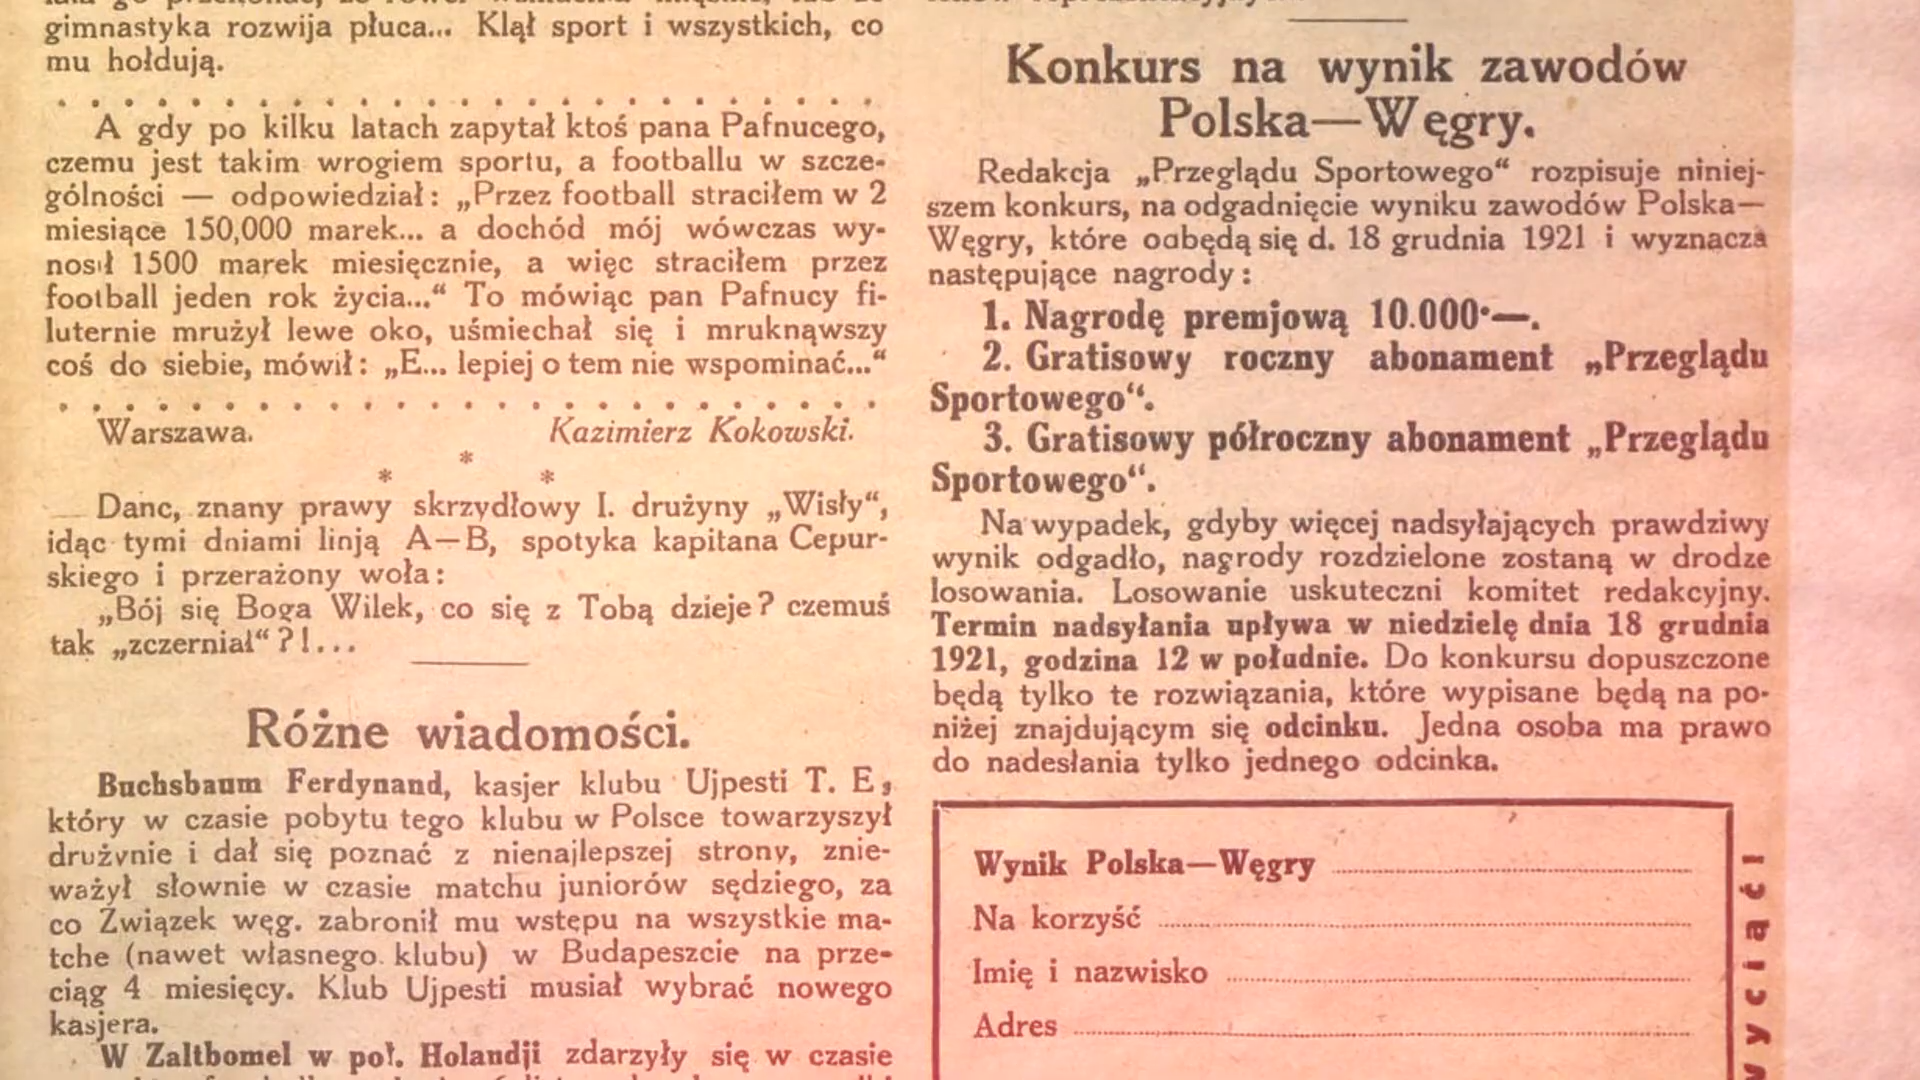 gimnastyka rozwija płuca... Klął sport i wszystkich, co
mu hołdują.
A gdy po kilku latach zapytał ktoś pana Pafnucego,
czemu jest takim wrogiem sportu, a footballu w szcze-
gólności — odpowiedział: „Przez football straciłem w 2
miesiące 150,000 marek... a dochód mój wówczas wy-
nosił 1500 marek miesięcznie, a więc straciłem przez
football jeden rok życia...“ To mówiąc pan Pafnucy fi-
luternie mrużył lewe oko, uśmiechał się i mruknąwszy
coś do siebie, mówił: „E... lepiej o tem nie wspominać...“
Warszawa. Kazimierz Kokowski.
* * *
Danc, znany prawy skrzydłowy I. drużyny „Wisły“,
idąc tymi dniami linją A—B, spotyka kapitana Cepur-
skiego i przerażony woła:
„Bój się Boga Wilek, co się z Tobą dzieje? czemuś
tak „zczerniał“?!...
Różne wiadomości.
Buchsbaum Ferdynand, kasjer klubu Ujpesti T. E,
który w czasie pobytu tego klubu w Polsce towarzyszył
drużynie i dał się poznać z nienajlepszej strony, znie-
ważył słownie w czasie matchu juniorów sędziego, za
co Związek węg. zabronił mu wstępu na wszystkie ma-
tche (nawet własnego klubu) w Budapeszcie na prze-
ciąg 4 miesięcy. Klub Ujpesti musiał wybrać nowego
kasjera.
W Zaltbomel w poł. Holandji zdarzyły się w czasie
Konkurs na wynik zawodów
Polska—Węgry.
Redakcja „Przeglądu Sportowego“ rozpisuje niniej-
szem konkurs, na odgadnięcie wyniku zawodów Polska—
Węgry, które odbędą się d. 18 grudnia 1921 i wyznacza
następujące nagrody:
1. Nagrodę premjową 10.000·—.
2. Gratisowy roczny abonament „Przeglądu
Sportowego“.
3. Gratisowy półroczny abonament „Przeglądu
Sportowego“.
Na wypadek, gdyby więcej nadsyłających prawdziwy
wynik odgadło, nagrody rozdzielone zostaną w drodze
losowania. Losowanie uskuteczni komitet redakcyjny.
Termin nadsyłania upływa w niedzielę dnia 18 grudnia
1921, godzina 12 w południe. Do konkursu dopuszczone
będą tylko te rozwiązania, które wypisane będą na po-
niżej znajdującym się odcinku. Jedna osoba ma prawo
do nadesłania tylko jednego odcinka.
Wynik Polska—Węgry
Na korzyść
Imię i nazwisko
Adres